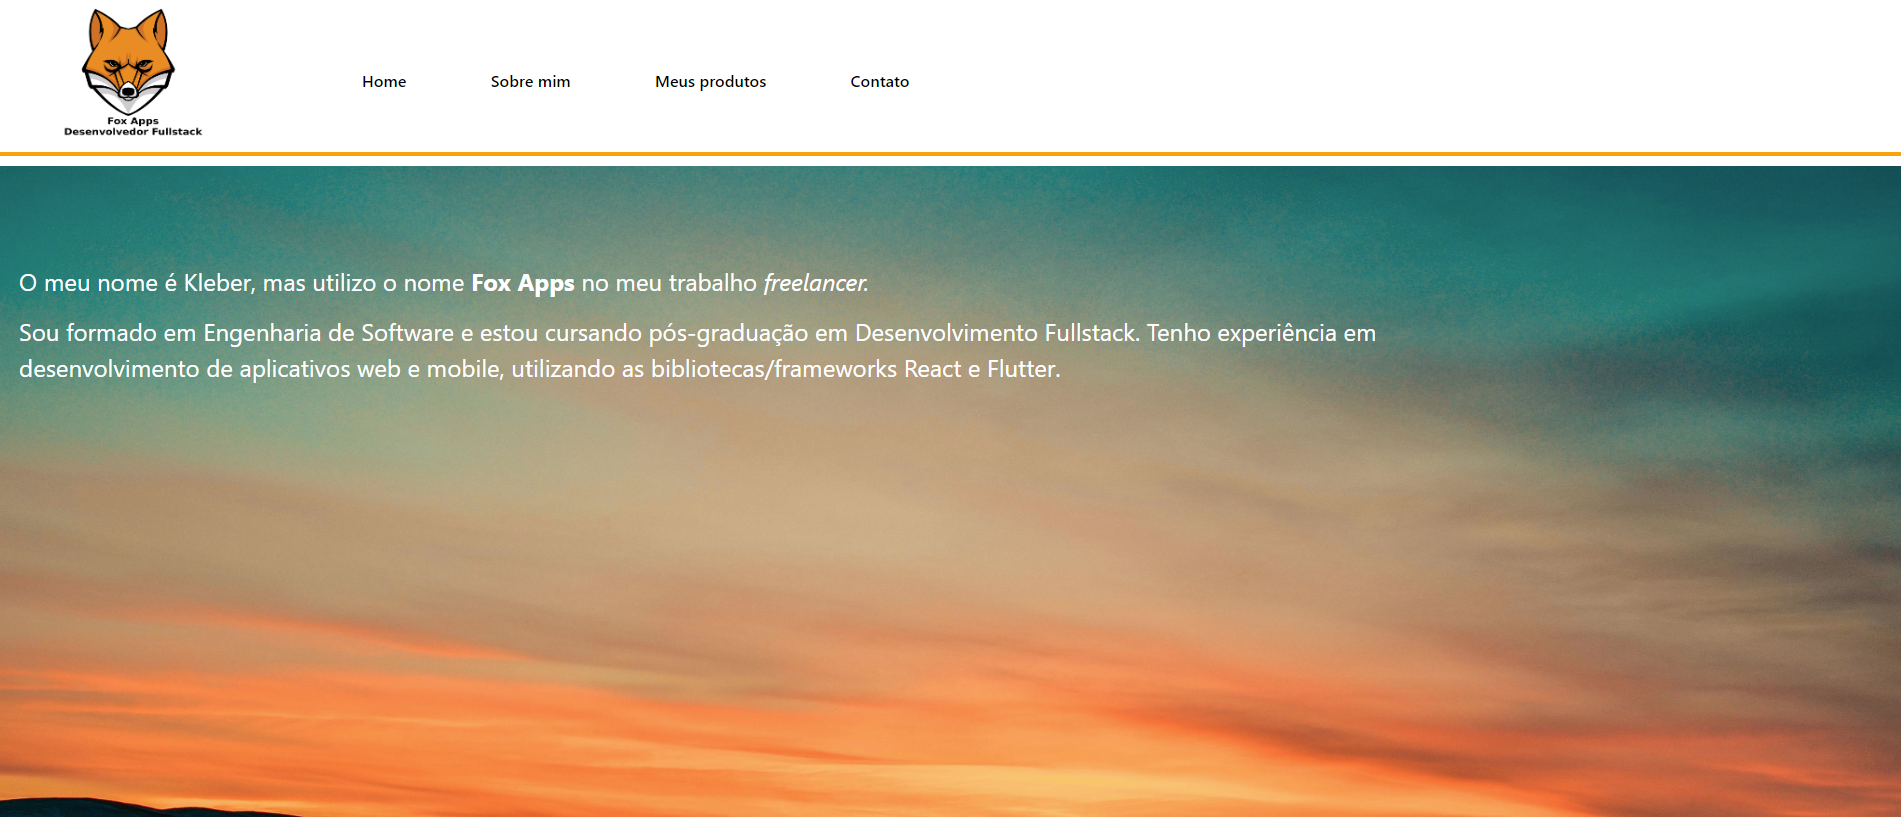 Fox Apps
Desenvolvedor Fullstack
Home
Sobre mim
Meus produtos
Contato
O meu nome é Kleber, mas utilizo o nome Fox Apps no meu trabalho freelancer.
Sou formado em Engenharia de Software e estou cursando pós-graduação em Desenvolvimento Fullstack. Tenho experiência em
desenvolvimento de aplicativos web e mobile, utilizando as bibliotecas/frameworks React e Flutter.